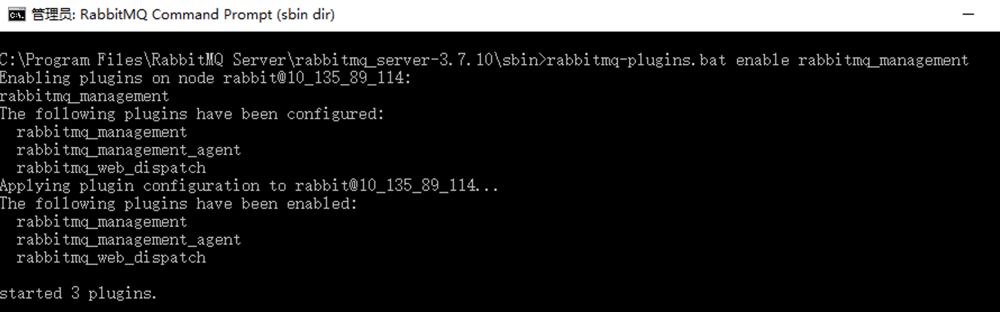 管理员: RabbitMQ Command Prompt (sbin dir)
C:\Program Files\RabbitMQ Server\rabbitmq_server-3.7.10\sbin>rabbitmq-plugins.bat enable rabbitmq_management
Enabling plugins on node rabbit@10_135_89_114:
rabbitmq_management
The following plugins have been configured:
  rabbitmq_management
  rabbitmq_management_agent
  rabbitmq_web_dispatch
Applying plugin configuration to rabbit@10_135_89_114...
The following plugins have been enabled:
  rabbitmq_management
  rabbitmq_management_agent
  rabbitmq_web_dispatch
started 3 plugins.